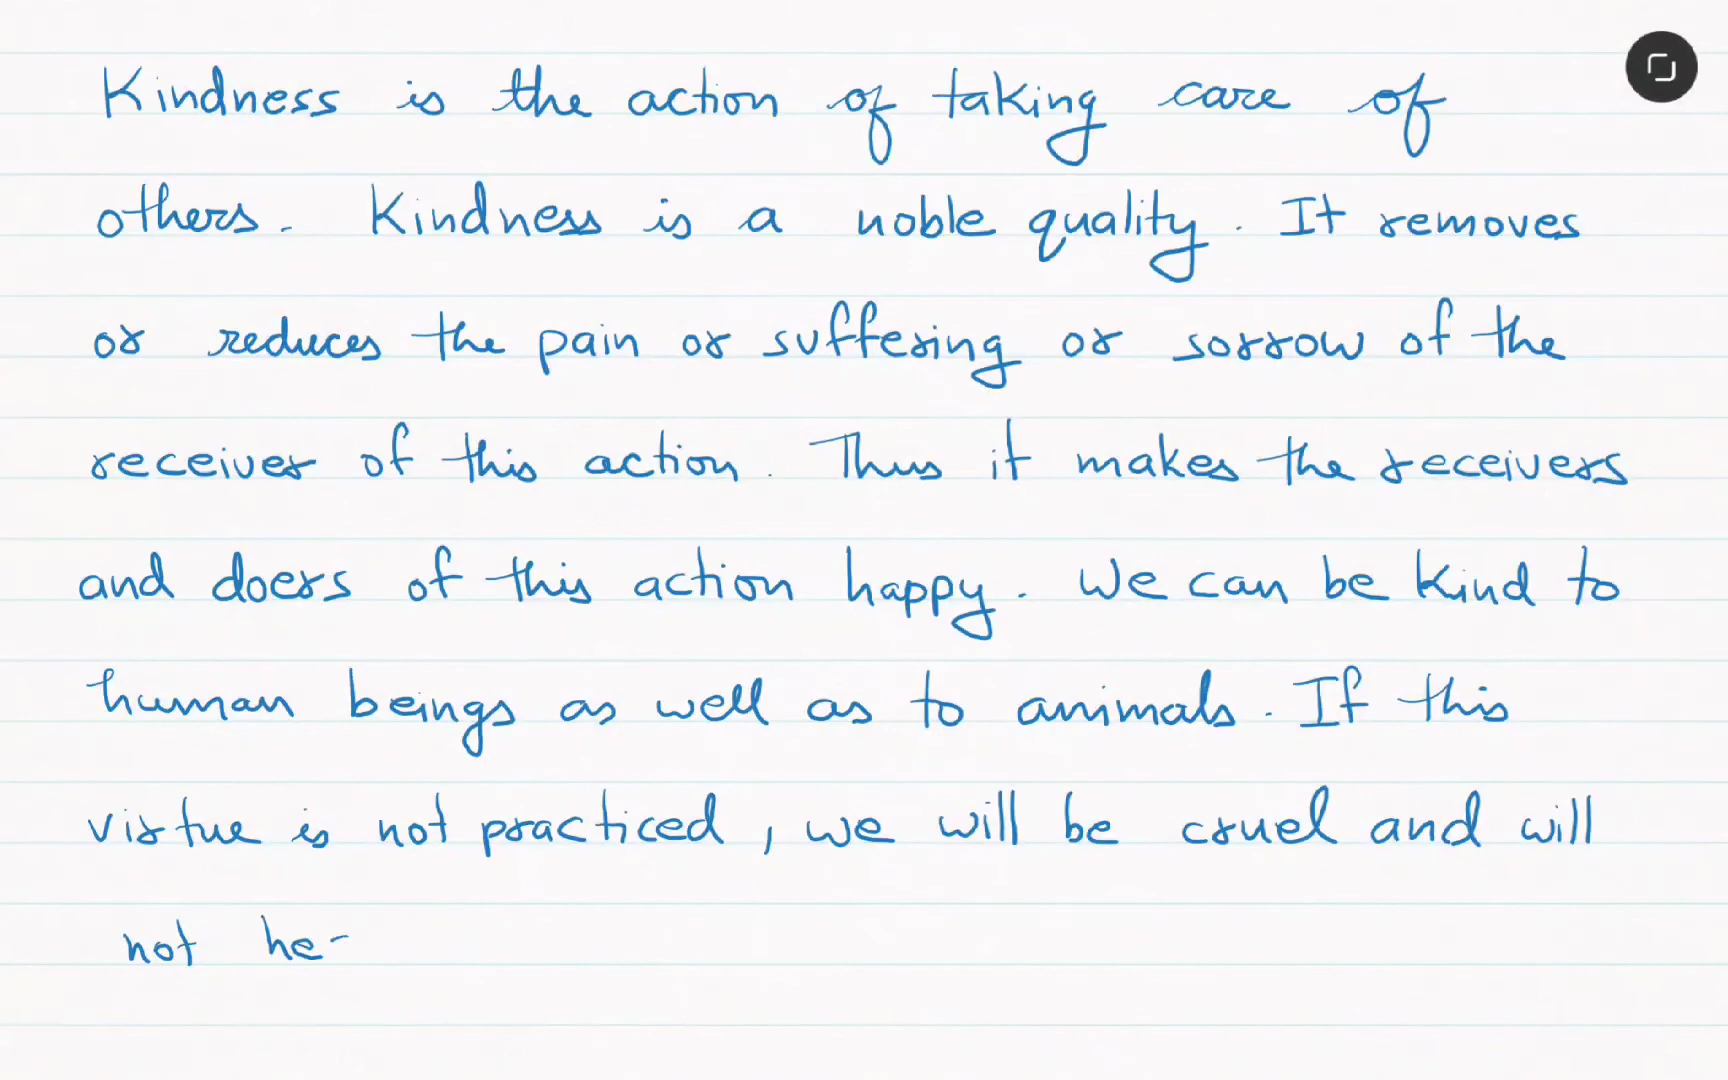 Kindness is the action of taking care of
others. Kindness is a noble quality. It removes
or reduces the pain or suffering or sorrow of the
receiver of this action. Thus it makes the receivers
and doers of this action happy. We can be kind to
human beings as well as to animals. If this
virtue is not practiced, we will be cruel and will
not he-